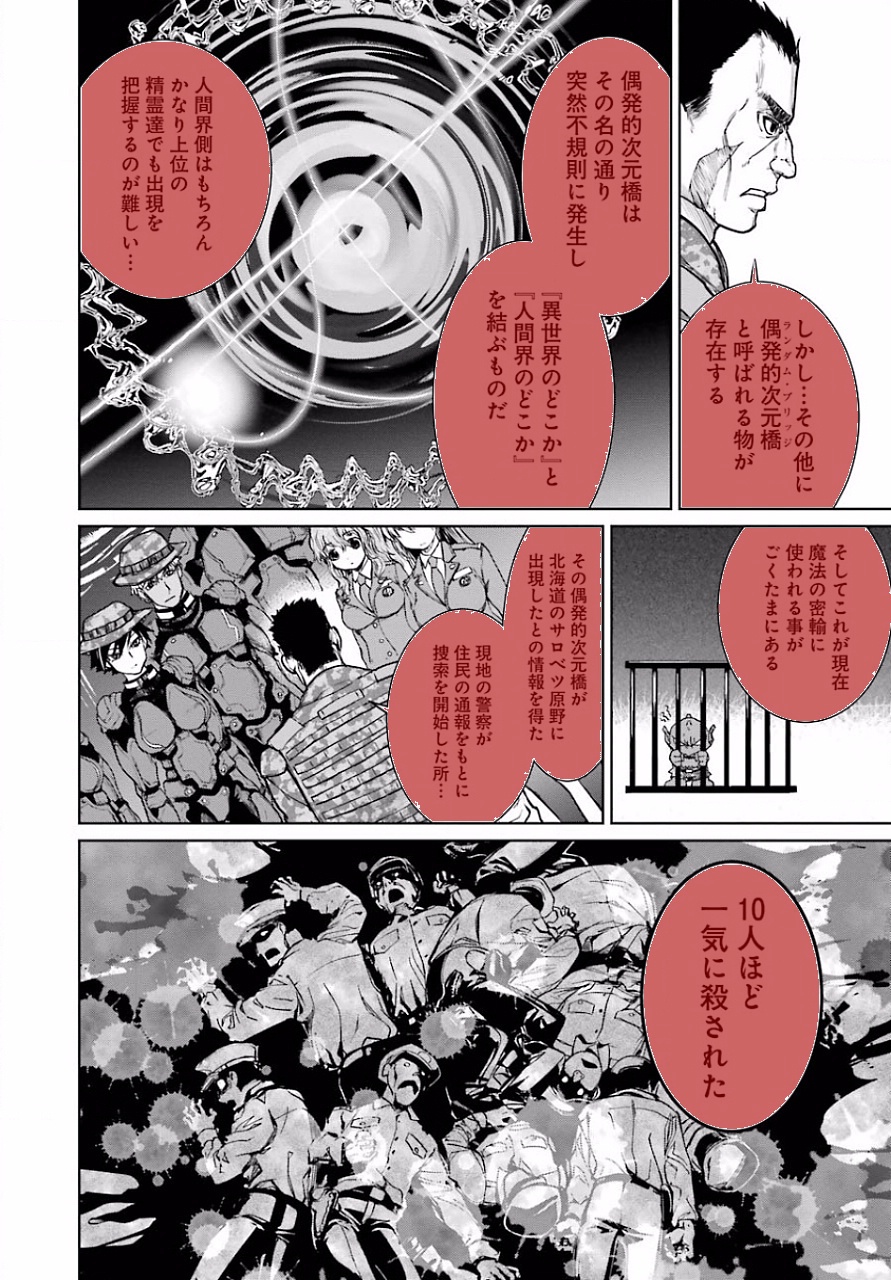 しかし…その他に
偶発的次元橋
ランダム・ブリッジ
と呼ばれる物が
存在する
偶発的次元橋は
その名の通り
突然不規則に発生し
『異世界のどこか』と
『人間界のどこか』
を結ぶものだ
人間界側はもちろん
かなり上位の
精霊達でも出現を
把握するのが難しい…
そしてこれが現在
魔法の密輸に
使われる事が
ごくたまにある
その偶発的次元橋が
北海道のサロベツ原野に
出現したとの情報を得た
現地の警察が
住民の通報をもとに
捜索を開始した所…
10人ほど
一気に殺された